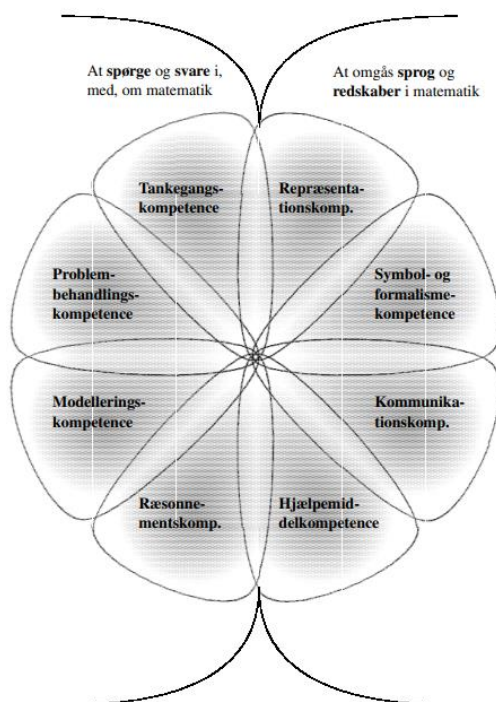 At spørge og svare i,
med, om matematik
At omgås sprog og
redskaber i matematik
Tankegangs-
kompetence
Repræsenta-
tionskomp.
Problem-
behandlings-
kompetence
Symbol- og
formalisme-
kompetence
Modellerings-
kompetence
Kommunika-
tionskomp.
Ræsonne-
mentskomp.
Hjælpemid-
delkompetence